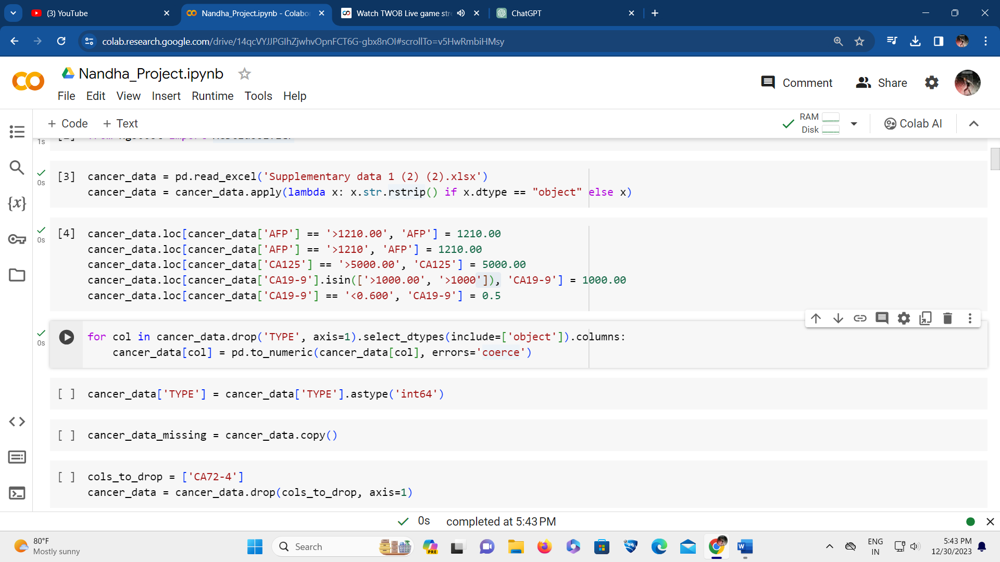 (3) YouTube
Nandha_Project.ipynb - Colabor
Watch TWOB Live game stre
ChatGPT
colab.research.google.com/drive/14qcVYJJPGIhZjwhvOpnFCT6G-gbx8nOI#scrollTo=v5HwRmbiHMsy
Nandha_Project.ipynb
File Edit View Insert Runtime Tools Help
Comment
Share
+ Code + Text
RAM
Disk
Colab AI
1s
[3] cancer_data = pd.read_excel('Supplementary data 1 (2) (2).xlsx')
0s
cancer_data = cancer_data.apply(lambda x: x.str.rstrip() if x.dtype == "object" else x)
[4] cancer_data.loc[cancer_data['AFP'] == '>1210.00', 'AFP'] = 1210.00
0s
cancer_data.loc[cancer_data['AFP'] == '>1210', 'AFP'] = 1210.00
cancer_data.loc[cancer_data['CA125'] == '>5000.00', 'CA125'] = 5000.00
cancer_data.loc[cancer_data['CA19-9'].isin(['>1000.00', '>1000']), 'CA19-9'] = 1000.00
cancer_data.loc[cancer_data['CA19-9'] == '<0.600', 'CA19-9'] = 0.5
for col in cancer_data.drop('TYPE', axis=1).select_dtypes(include=['object']).columns:
0s
cancer_data[col] = pd.to_numeric(cancer_data[col], errors='coerce')
[ ] cancer_data['TYPE'] = cancer_data['TYPE'].astype('int64')
[ ] cancer_data_missing = cancer_data.copy()
[ ] cols_to_drop = ['CA72-4']
cancer_data = cancer_data.drop(cols_to_drop, axis=1)
0s completed at 5:43 PM
80°F
Mostly sunny
Search
PRE
ENG
IN
5:43 PM
12/30/2023